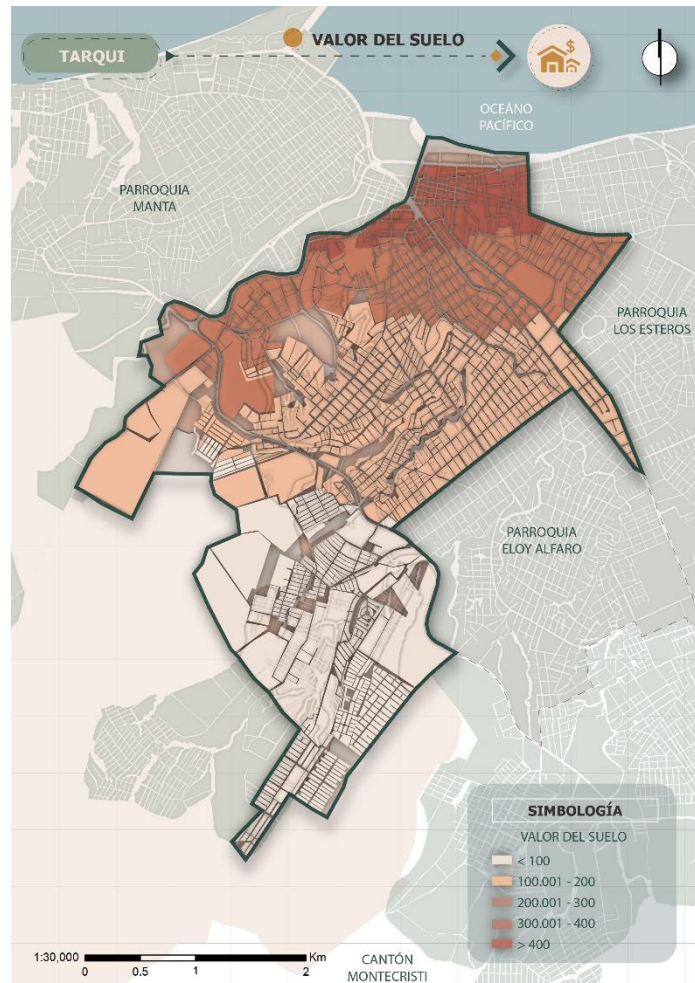 TARQUI
VALOR DEL SUELO
$
OCEÁNO
PACÍFICO
PARROQUIA
MANTA
PARROQUIA
LOS ESTEROS
PARROQUIA
ELOY ALFARO
SIMBOLOGÍA
VALOR DEL SUELO
< 100
100.001 - 200
200.001 - 300
300.001 - 400
> 400
1:30,000
Km
0 0.5 1 2
CANTÓN
MONTECRISTI